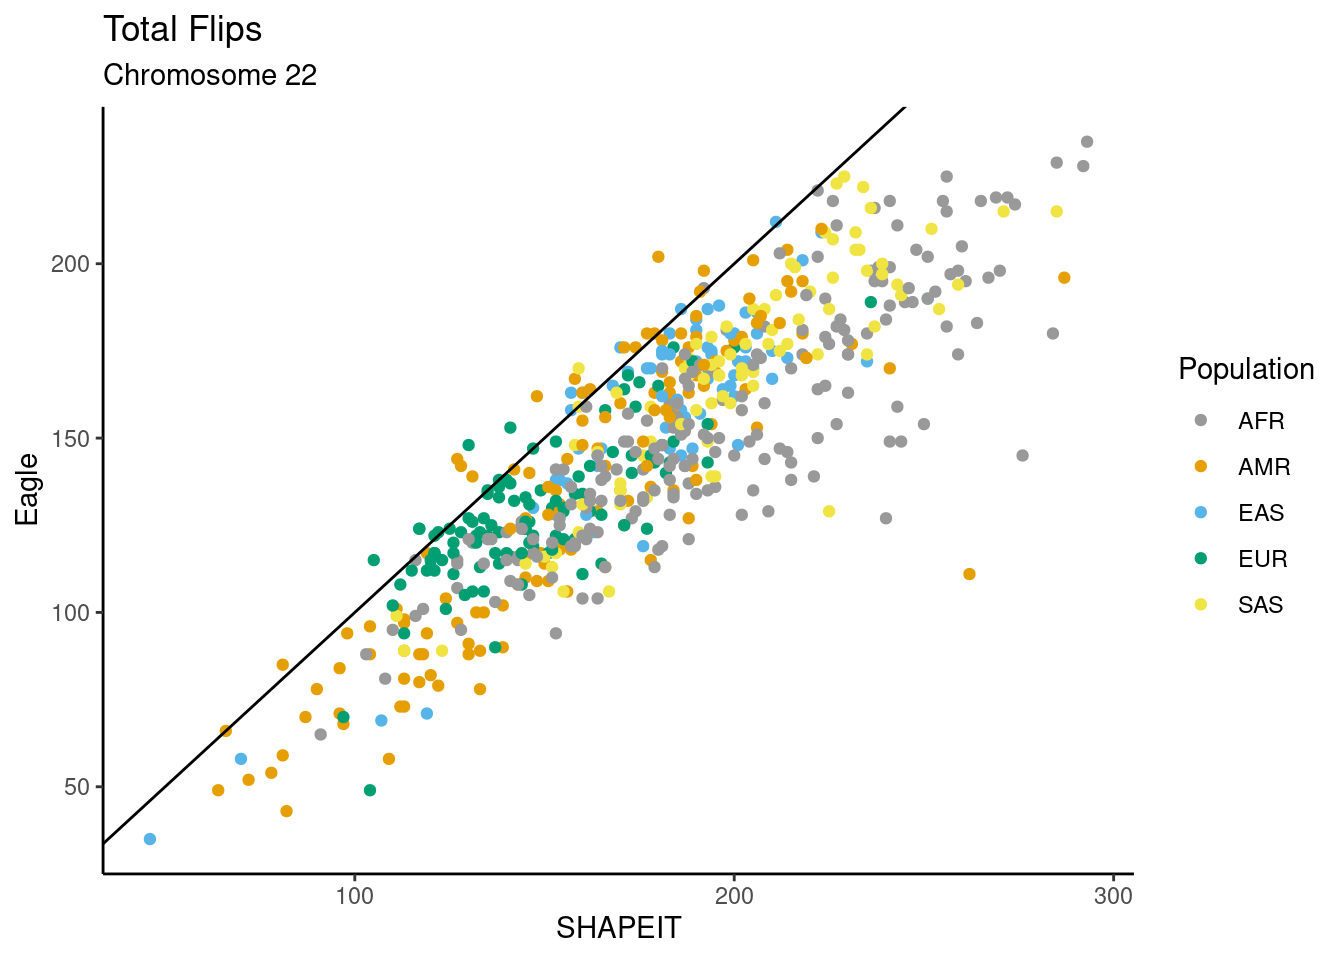 Total Flips
Chromosome 22
200
150
100
50
Eagle
100
200
300
SHAPEIT
Population
AFR
AMR
EAS
EUR
SAS